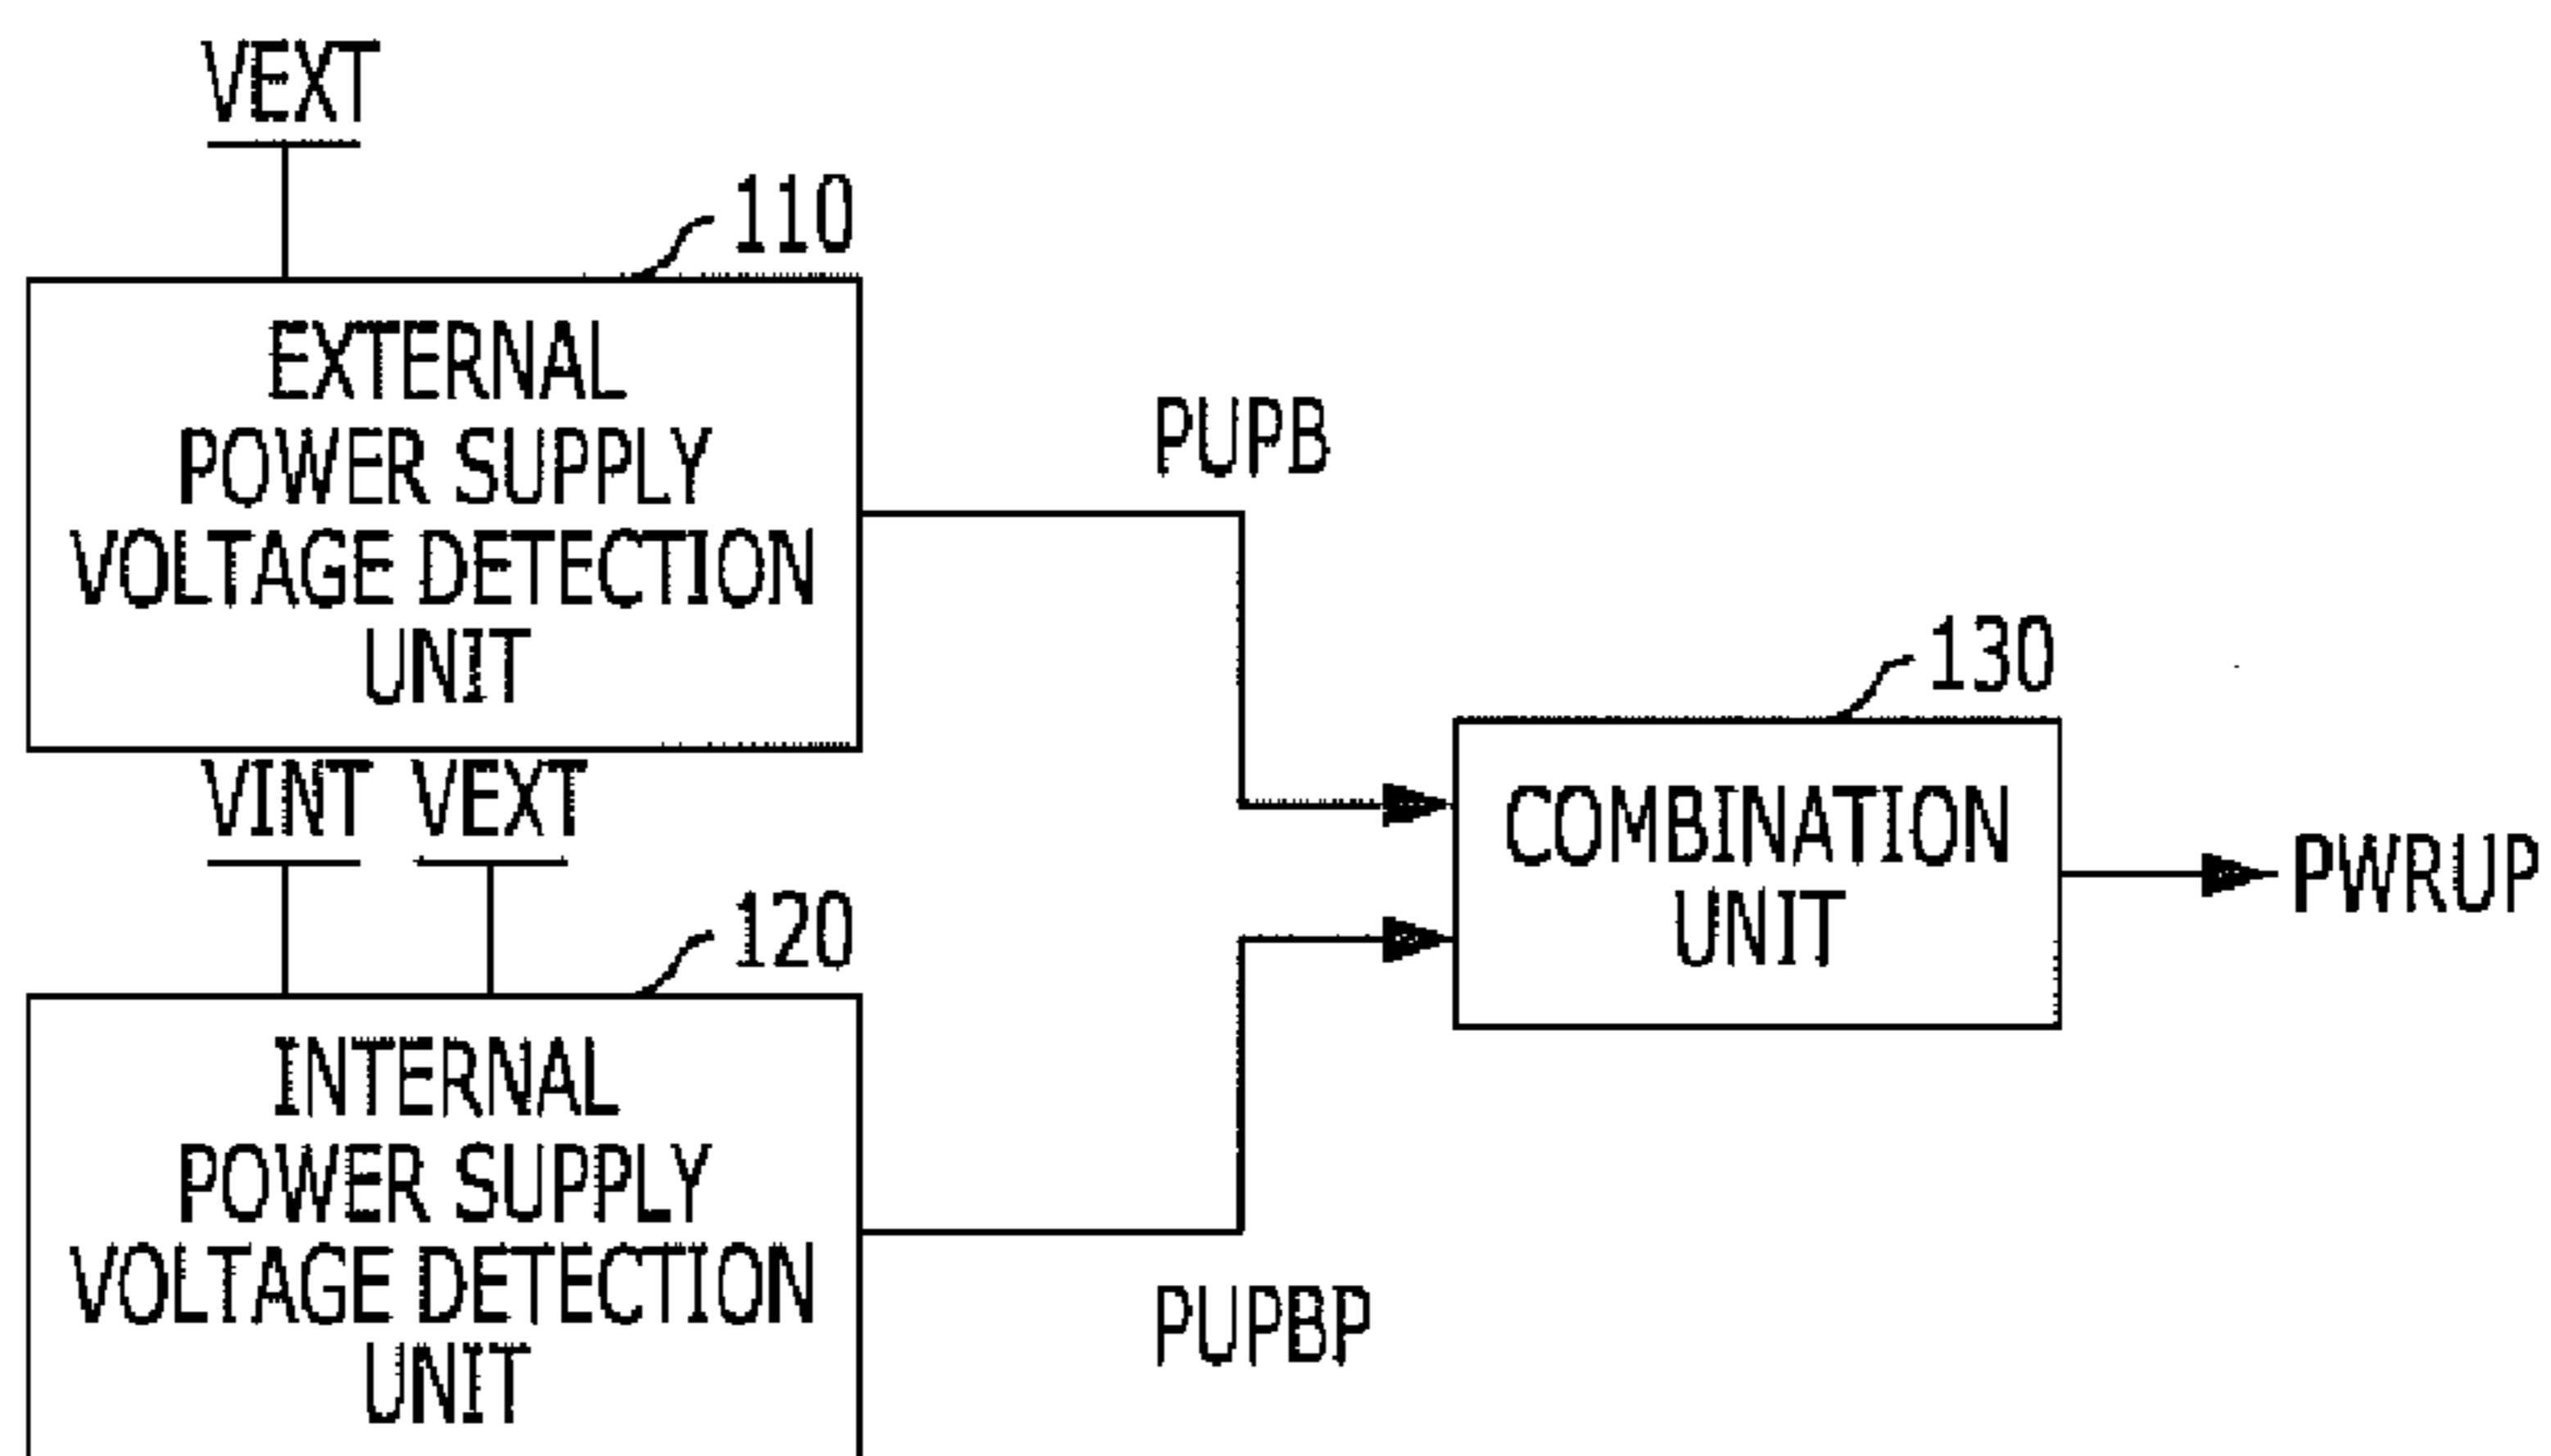 VEXT
110
EXTERNAL
POWER SUPPLY
VOLTAGE DETECTION
UNIT
PUPB
VINT VEXT
120
INTERNAL
POWER SUPPLY
VOLTAGE DETECTION
UNIT
PUPBP
130
COMBINATION
UNIT
PWRUP